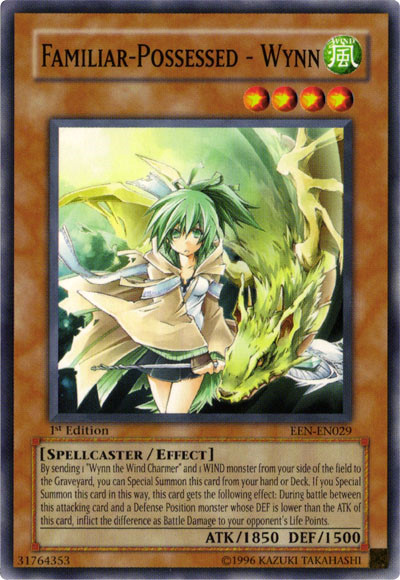 Familiar-Possessed - Wynn
WIND
風
1st Edition
EEN-EN029
[Spellcaster / Effect]
By sending 1 "Wynn the Wind Charmer" and 1 WIND monster from your side of the field to
the Graveyard, you can Special Summon this card from your hand or Deck. If you Special
Summon this card in this way, this card gets the following effect: During battle between
this attacking card and a Defense Position monster whose DEF is lower than the ATK of
this card, inflict the difference as Battle Damage to your opponent's Life Points.
ATK/1850 DEF/1500
31764353
©1996 KAZUKI TAKAHASHI